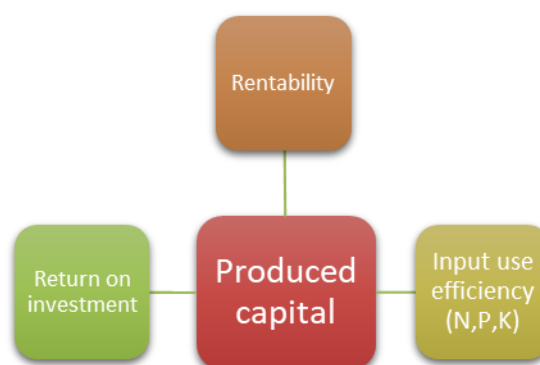 Rentability
Return on
investment
Produced
capital
Input use
efficiency
(N,P,K)